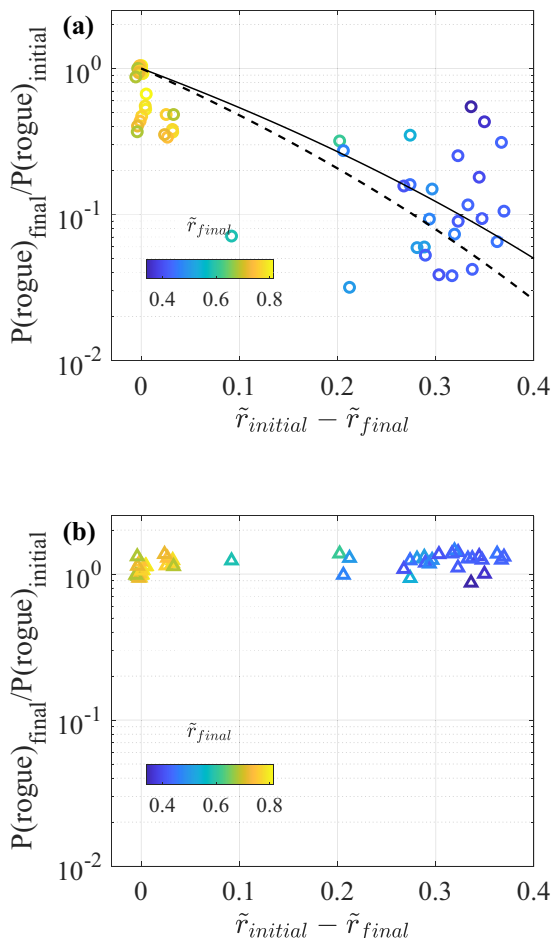 (a)
P(rogue)_final/P(rogue)_initial
10^0
10^-1
10^-2
r̃_final
0.4 0.6 0.8
0 0.1 0.2 0.3 0.4
r̃_initial − r̃_final
(b)
P(rogue)_final/P(rogue)_initial
10^0
10^-1
10^-2
r̃_final
0.4 0.6 0.8
0 0.1 0.2 0.3 0.4
r̃_initial − r̃_final